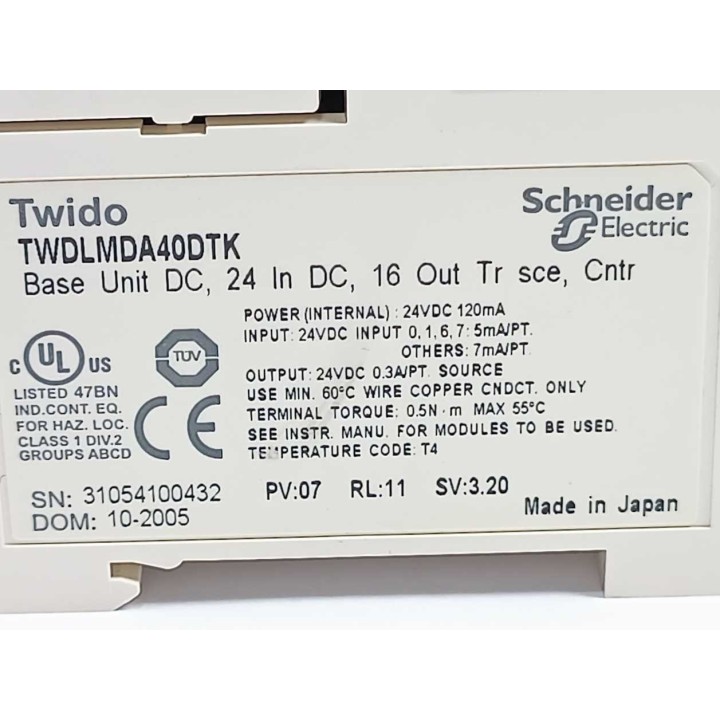 Twido
TWDLMDA40DTK
Base Unit DC, 24 In DC, 16 Out Tr sce, Cntr
Schneider
Electric
POWER (INTERNAL) : 24VDC 120mA
INPUT: 24VDC INPUT 0,1,6,7: 5mA/PT.
OTHERS: 7mA/PT.
OUTPUT: 24VDC 0.3A/PT. SOURCE
USE MIN. 60°C WIRE COPPER CNDCT. ONLY
TERMINAL TORQUE: 0.5N·m MAX 55°C
SEE INSTR. MANU. FOR MODULES TO BE USED.
TEMPERATURE CODE: T4
C UL US
LISTED 47BN
IND.CONT. EQ.
FOR HAZ. LOC.
CLASS 1 DIV.2
GROUPS ABCD
TUV
CE
SN: 31054100432
DOM: 10-2005
PV:07 RL:11 SV:3.20
Made in Japan